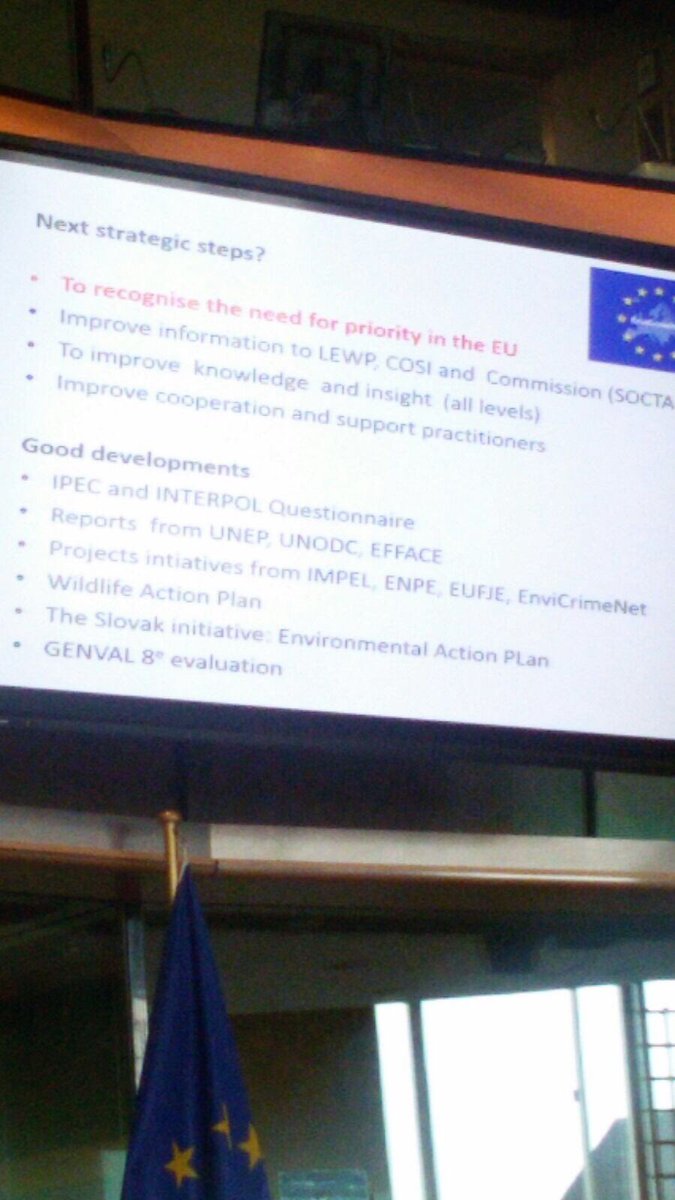 Next strategic steps?
• To recognise the need for priority in the EU
• Improve information to LEWP, COSI and Commission (SOCTA
• To improve knowledge and insight (all levels)
• Improve cooperation and support practitioners
Good developments
• IPEC and INTERPOL Questionnaire
• Reports from UNEP, UNODC, EFFACE
• Projects intiatives from IMPEL, ENPE, EUFJE, EnviCrimeNet
• Wildlife Action Plan
• The Slovak initiative: Environmental Action PLan
• GENVAL 8e evaluation